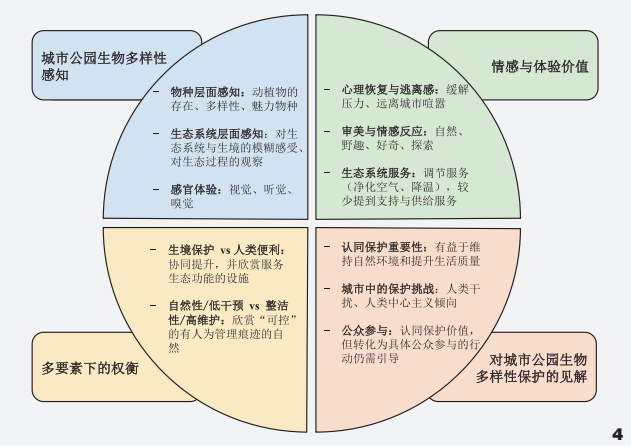 城市公园生物多样性
感知
– 物种层面感知：动植物的
存在、多样性、魅力物种
– 生态系统层面感知：对生
态系统与生境的模糊感受、
对生态过程的观察
– 感官体验：视觉、听觉、
嗅觉
情感与体验价值
– 心理恢复与逃离感：缓解
压力、远离城市喧嚣
– 审美与情感反应：自然、
野趣、好奇、探索
– 生态系统服务：调节服务
（净化空气、降温），较
少提到支持与供给服务
– 生境保护 vs 人类便利：
协同提升，并欣赏服务
生态功能的设施
– 自然性/低干预 vs 整洁
性/高维护：欣赏“可控”
的有人为管理痕迹的自
然
多要素下的权衡
– 认同保护重要性：有益于维
持自然环境和提升生活质量
– 城市中的保护挑战：人类干
扰、人类中心主义倾向
– 公众参与：认同保护价值，
但转化为具体公众参与的行
动仍需引导
对城市公园生物
多样性保护的见解
4